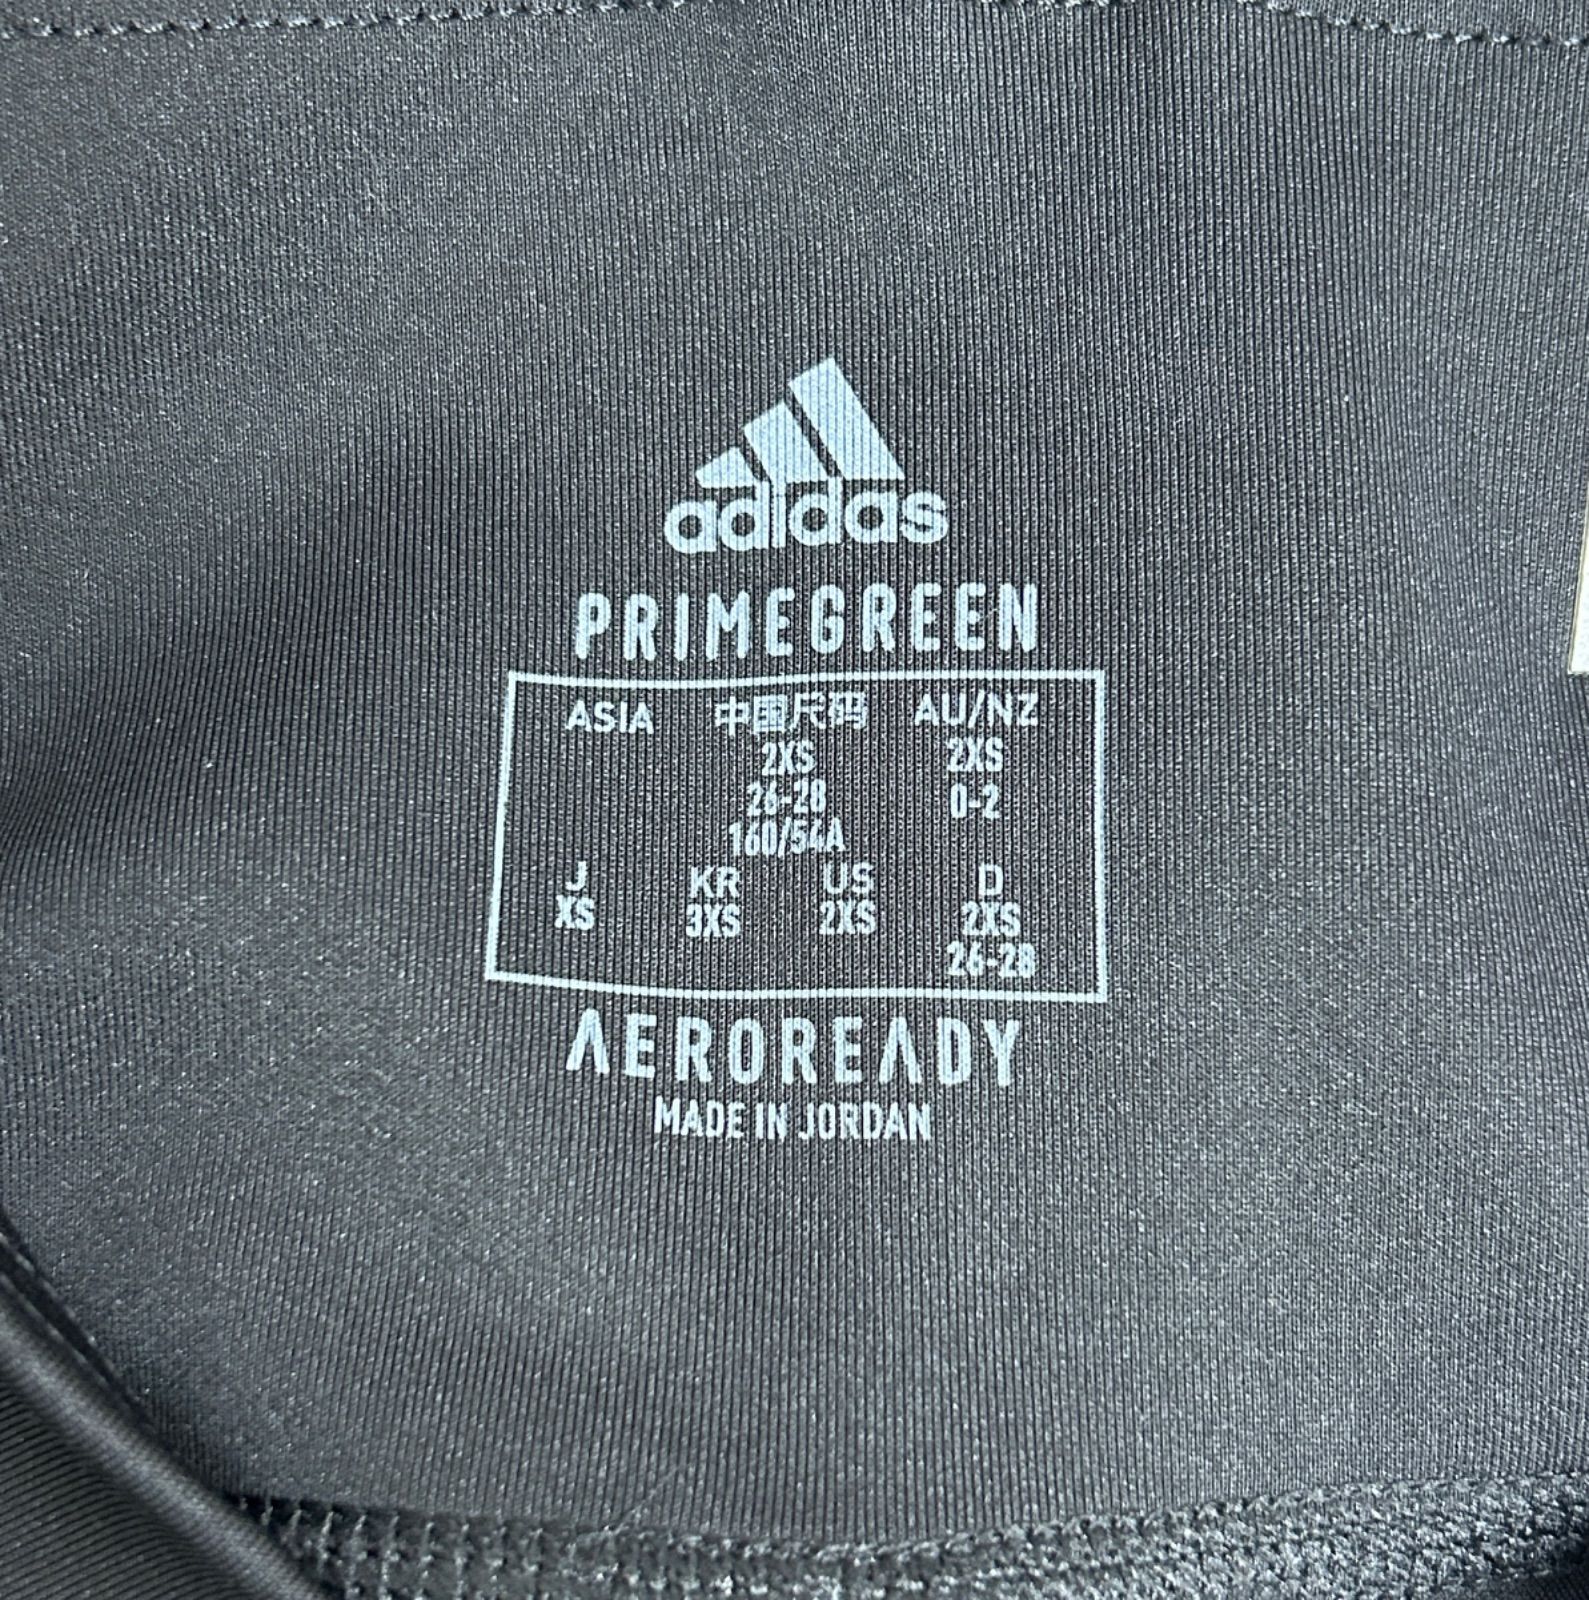 adidas
PRIMEGREEN
ASIA 中国尺码 AU/NZ
2XS 2XS
26-28 0-2
160/54A
J KR US D
XS 3XS 2XS 2XS
26-28
AEROREADY
MADE IN JORDAN